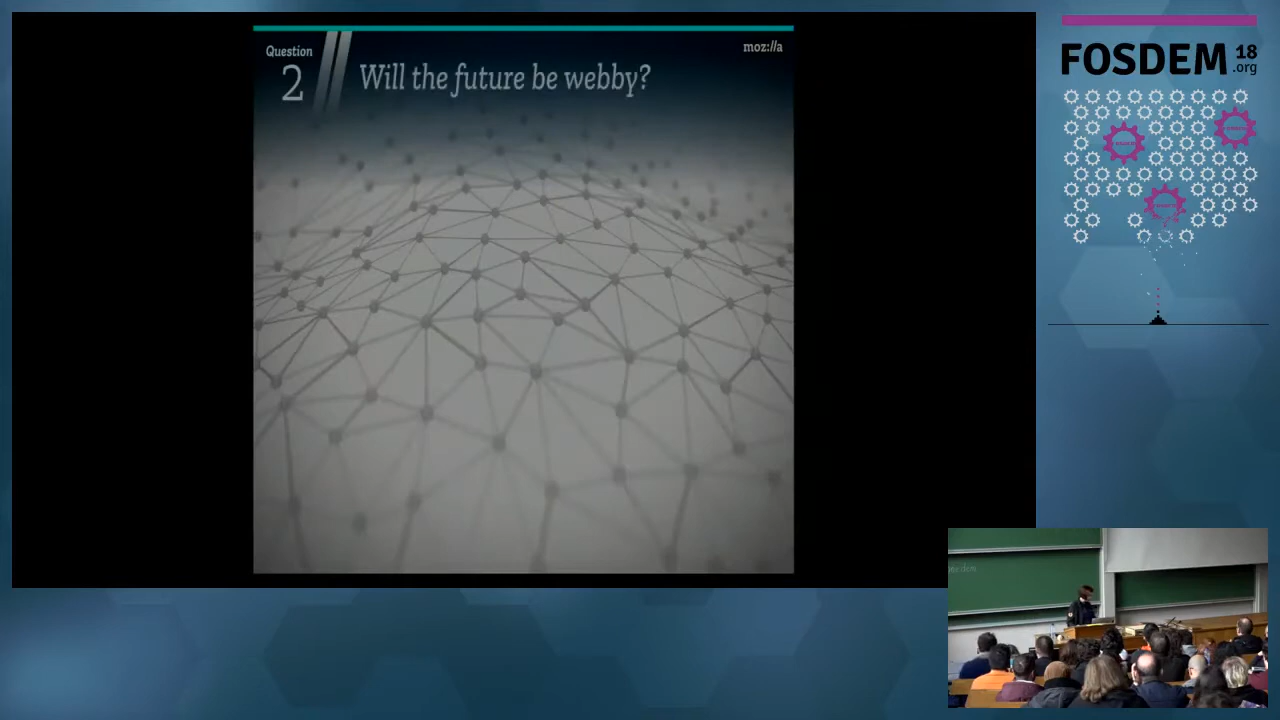 Question
2
Will the future be webby?
moz://a
FOSDEM 18
.org